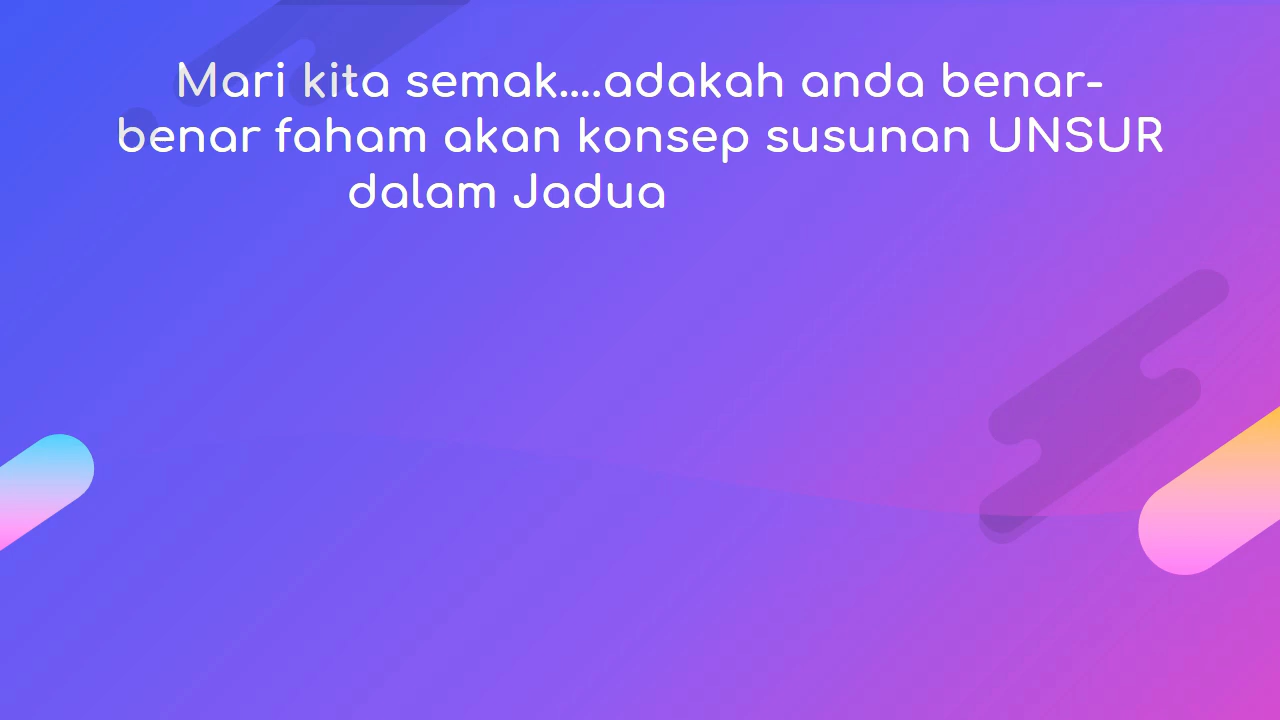 Mari kita semak....adakah anda benar-
benar faham akan konsep susunan UNSUR
dalam Jadua